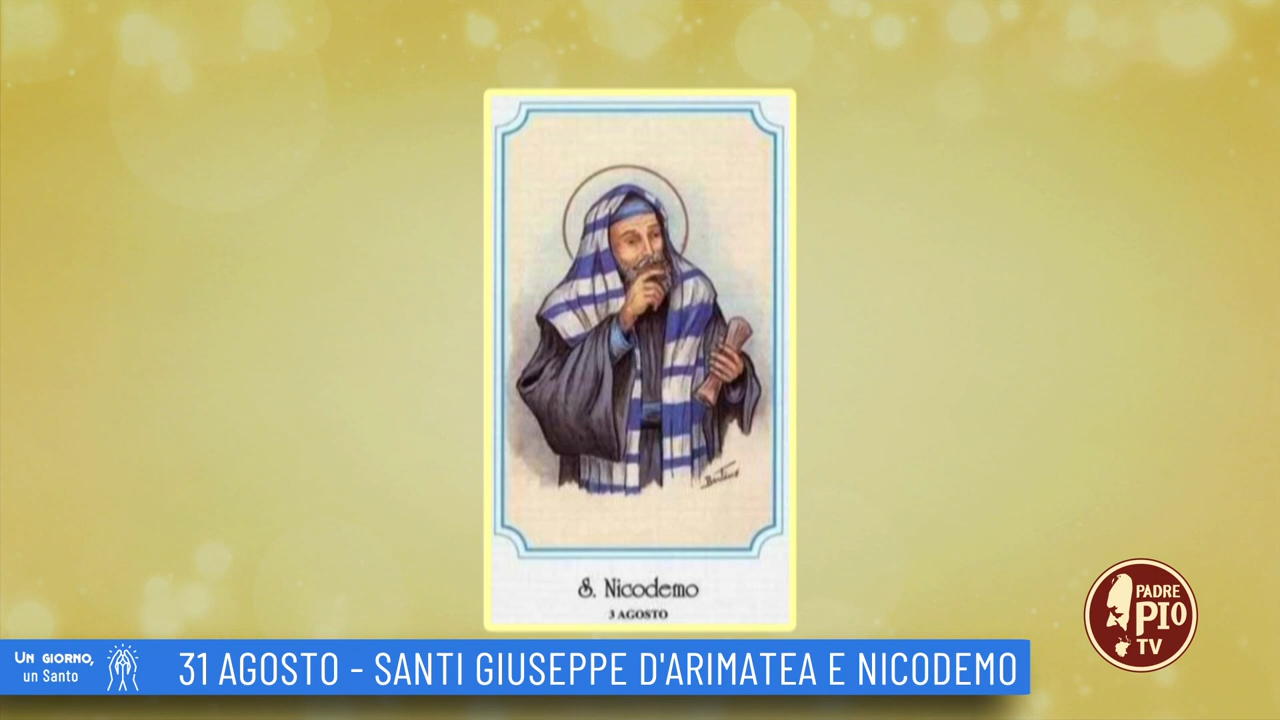 S. Nicodemo
3 AGOSTO
PADRE
PIO
TV
UN GIORNO,
un Santo
31 AGOSTO - SANTI GIUSEPPE D'ARIMATEA E NICODEMO